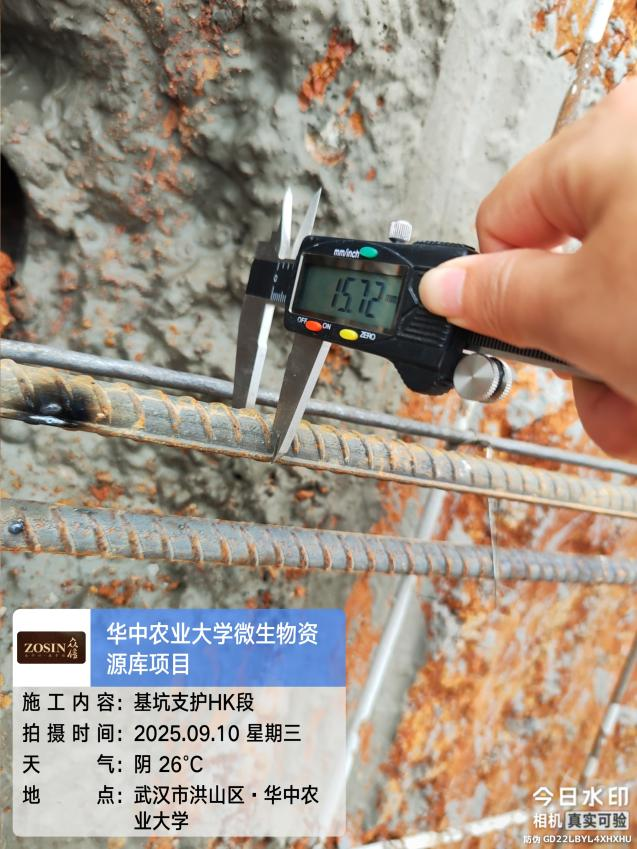 mm/inch
15.72
mm
OFF ON
ZERO
ZOSIN 众信
华中农业大学微生物资
源库项目
施工内容：基坑支护HK段
拍摄时间：2025.09.10 星期三
天气：阴 26℃
地点：武汉市洪山区·华中农
业大学
今日水印
相机 真实可验
防伪 GD22LBYL4XHXHU